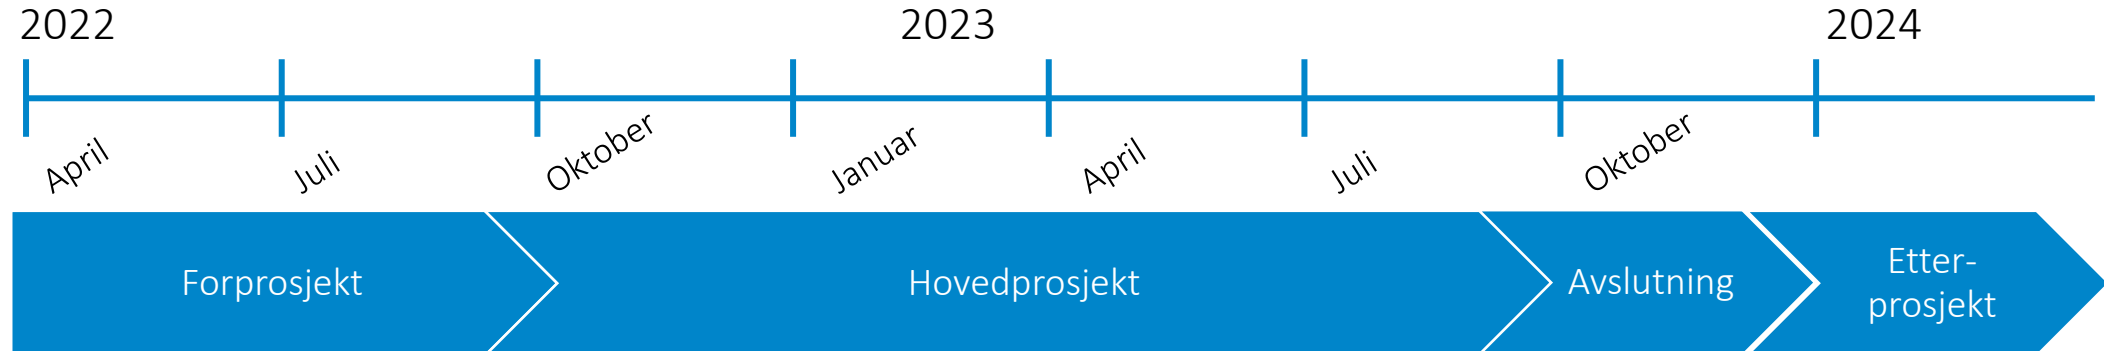 2022
2023
2024
April
Juli
Oktober
Januar
April
Juli
Oktober
Forprosjekt
Hovedprosjekt
Avslutning
Etter-
prosjekt